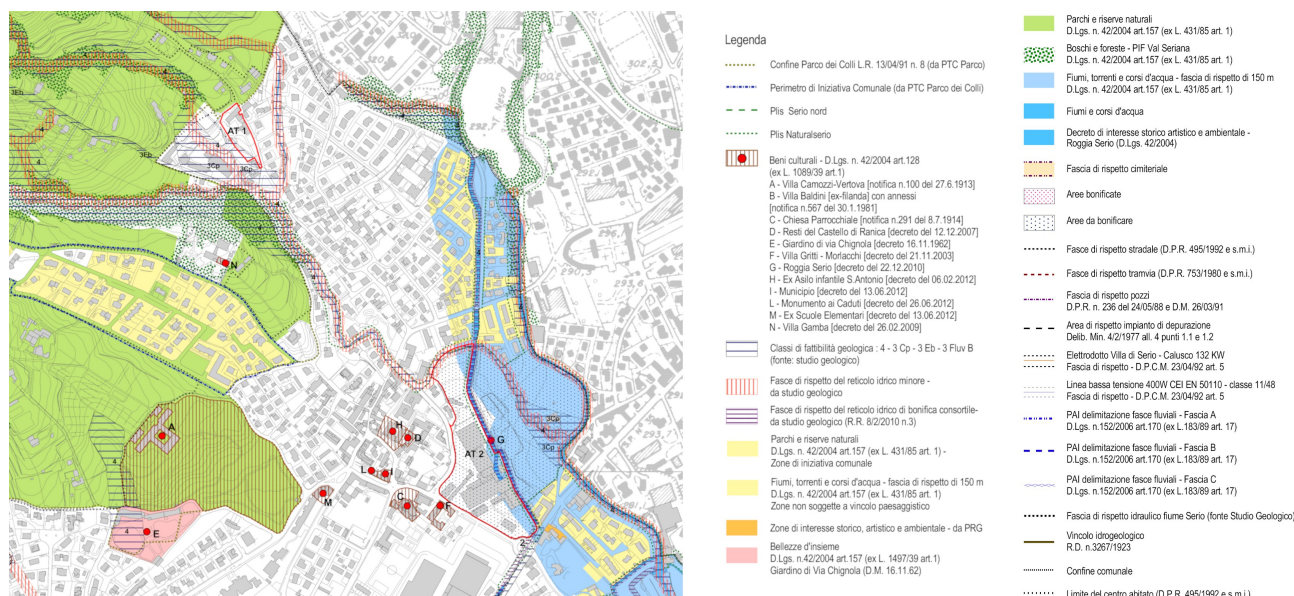 3Eb
4
4
AT 1
3Eb
4
3Cp
3Cp
4
4
N
A
4
4
E
H
D
L
I
M
C
F
G
AT 2
3Cp
3Cp
2
Legenda
Confine Parco dei Colli L.R. 13/04/91 n. 8 (da PTC Parco)
Perimetro di Iniziativa Comunale (da PTC Parco dei Colli)
Plis Serio nord
Plis Naturalserio
Beni culturali - D.Lgs. n. 42/2004 art.128
(ex L. 1089/39 art.1)
A - Villa Camozzi-Vertova [notifica n.100 del 27.6.1913]
B - Villa Baldini [ex-filanda) con annessi
[notifica n.567 del 30.1.1981]
C - Chiesa Parrocchiale [notifica n.291 del 8.7.1914]
D - Resti del Castello di Ranica [decreto del 12.12.2007]
E - Giardino di via Chignola [decreto 16.11.1962]
F - Villa Gritti - Morlacchi [decreto del 21.11.2003]
G - Roggia Serio [decreto del 22.12.2010]
H - Ex Asilo infantile S.Antonio [decreto del 06.02.2012]
I - Municipio [decreto del 13.06.2012]
L - Monumento ai Caduti [decreto del 26.06.2012]
M - Ex Scuole Elementari [decreto del 13.06.2012]
N - Villa Gamba [decreto del 26.02.2009]
Classi di fattibilità geologica : 4 - 3 Cp - 3 Eb - 3 Fluv B
(fonte: studio geologico)
Fasce di rispetto del reticolo idrico minore -
da studio geologico
Fasce di rispetto del reticolo idrico di bonifica consortile-
da studio geologico (R.R. 8/2/2010 n.3)
Parchi e riserve naturali
D.Lgs. n. 42/2004 art.157 (ex L. 431/85 art. 1) -
Zone di iniziativa comunale
Fiumi, torrenti e corsi d'acqua - fascia di rispetto di 150 m
D.Lgs. n. 42/2004 art.157 (ex L. 431/85 art. 1)
Zone non soggette a vincolo paesaggistico
Zone di interesse storico, artistico e ambientale - da PRG
Bellezze d'insieme
D.Lgs. n.42/2004 art.157 (ex L. 1497/39 art.1)
Giardino di Via Chignola (D.M. 16.11.62)
Parchi e riserve naturali
D.Lgs. n. 42/2004 art.157 (ex L. 431/85 art. 1)
Boschi e foreste - PIF Val Seriana
D.Lgs. n. 42/2004 art.157 (ex L. 431/85 art. 1)
Fiumi, torrenti e corsi d'acqua - fascia di rispetto di 150 m
D.Lgs. n. 42/2004 art.157 (ex L. 431/85 art. 1)
Fiumi e corsi d'acqua
Decreto di interesse storico artistico e ambientale -
Roggia Serio (D.Lgs. 42/2004)
Fascia di rispetto cimiteriale
Aree bonificate
Aree da bonificare
Fasce di rispetto stradale (D.P.R. 495/1992 e s.m.i.)
Fasce di rispetto tramvia (D.P.R. 753/1980 e s.m.i.)
Fascia di rispetto pozzi
D.P.R. n. 236 del 24/05/88 e D.M. 26/03/91
Area di rispetto impianto di depurazione
Delib. Min. 4/2/1977 all. 4 punti 1.1 e 1.2
Elettrodotto Villa di Serio - Calusco 132 KW
Fascia di rispetto - D.P.C.M. 23/04/92 art. 5
Linea bassa tensione 400W CEI EN 50110 - classe 11/48
Fascia di rispetto - D.P.C.M. 23/04/92 art. 5
PAI delimitazione fasce fluviali - Fascia A
D.Lgs. n.152/2006 art.170 (ex L.183/89 art. 17)
PAI delimitazione fasce fluviali - Fascia B
D.Lgs. n.152/2006 art.170 (ex L.183/89 art. 17)
PAI delimitazione fasce fluviali - Fascia C
D.Lgs. n.152/2006 art.170 (ex L.183/89 art. 17)
Fascia di rispetto idraulico fiume Serio (fonte Studio Geologico)
Vincolo idrogeologico
R.D. n.3267/1923
Confine comunale
Limite del centro abitato (D.P.R. 495/1992 e s.m.i.)